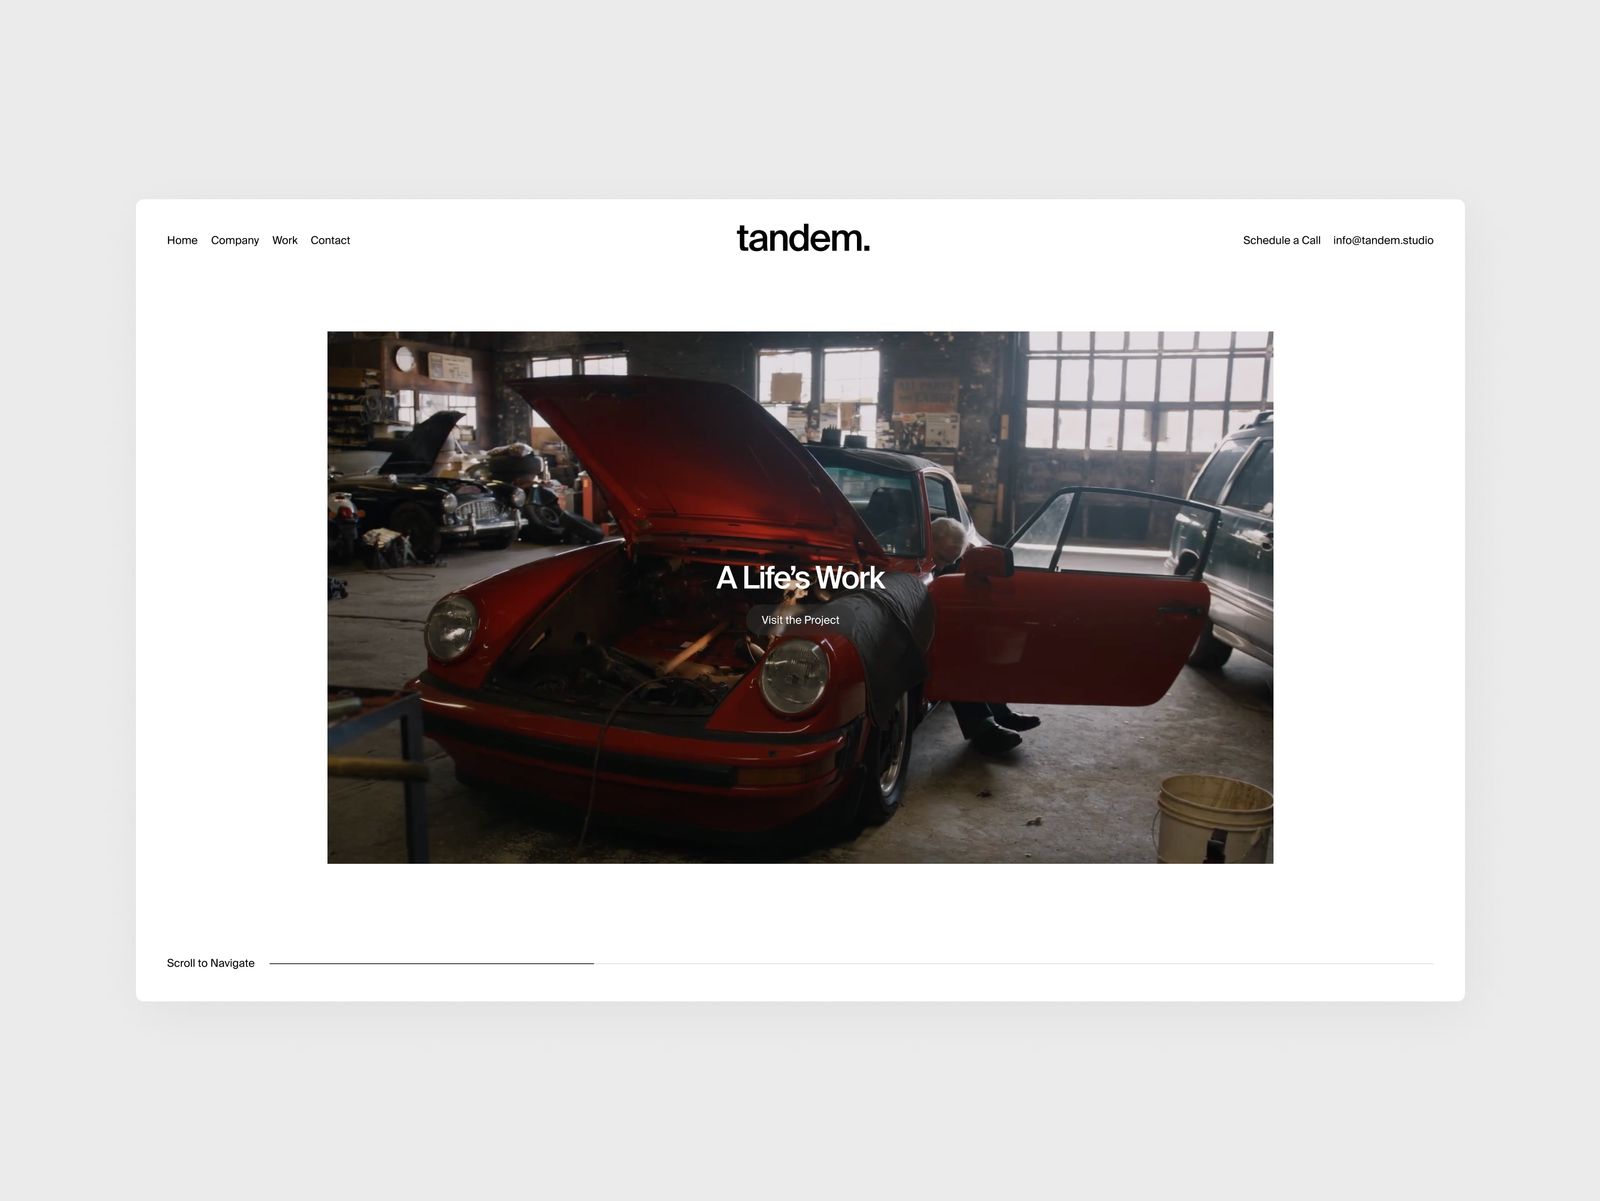 Home Company Work Contact
tandem.
Schedule a Call info@tandem.studio
A Life's Work
Visit the Project
Scroll to Navigate